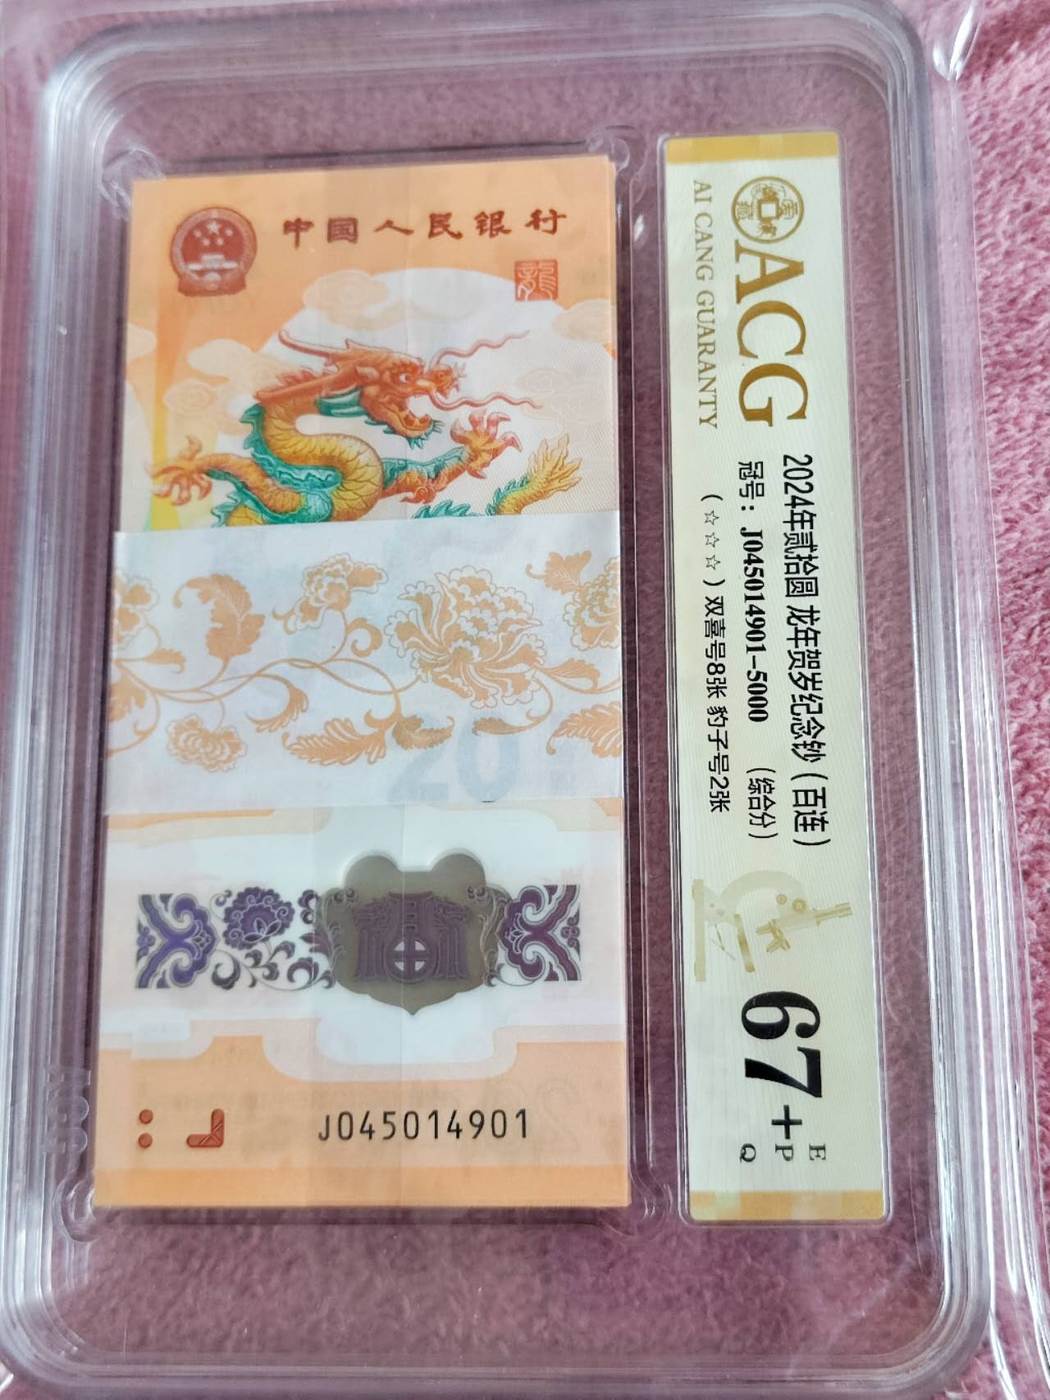 中国人民银行
龍
20
J045014901
ACG
AI CANG GUARANTY
2024年贰拾圆 龙年贺岁纪念钞（百连）
冠号：J045014901-5000 （综合分）
（☆☆☆）双喜号8张 豹子号2张
67+
E
P
Q